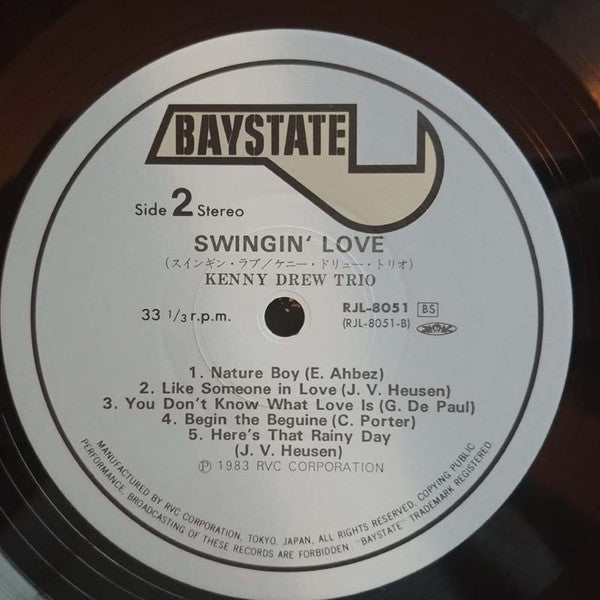 BAYSTATE
Side 2 Stereo
SWINGIN' LOVE
(スインギン・ラブ/ケニー・ドリュー・トリオ)
KENNY DREW TRIO
33 1/3 r.p.m.
RJL-8051 BS
(RJL-8051-B)
1. Nature Boy (E. Ahbez)
2. Like Someone in Love (J. V. Heusen)
3. You Don't Know What Love Is (G. De Paul)
4. Begin the Beguine (C. Porter)
5. Here's That Rainy Day
(J. V. Heusen)
Ⓟ 1983 RVC CORPORATION
MANUFACTURED BY RVC CORPORATION, TOKYO, JAPAN, ALL RIGHTS RESERVED, COPYING PUBLIC
PERFORMANCE, BROADCASTING OF THESE RECORDS ARE FORBIDDEN. "BAYSTATE" TRADEMARK REGISTERED.